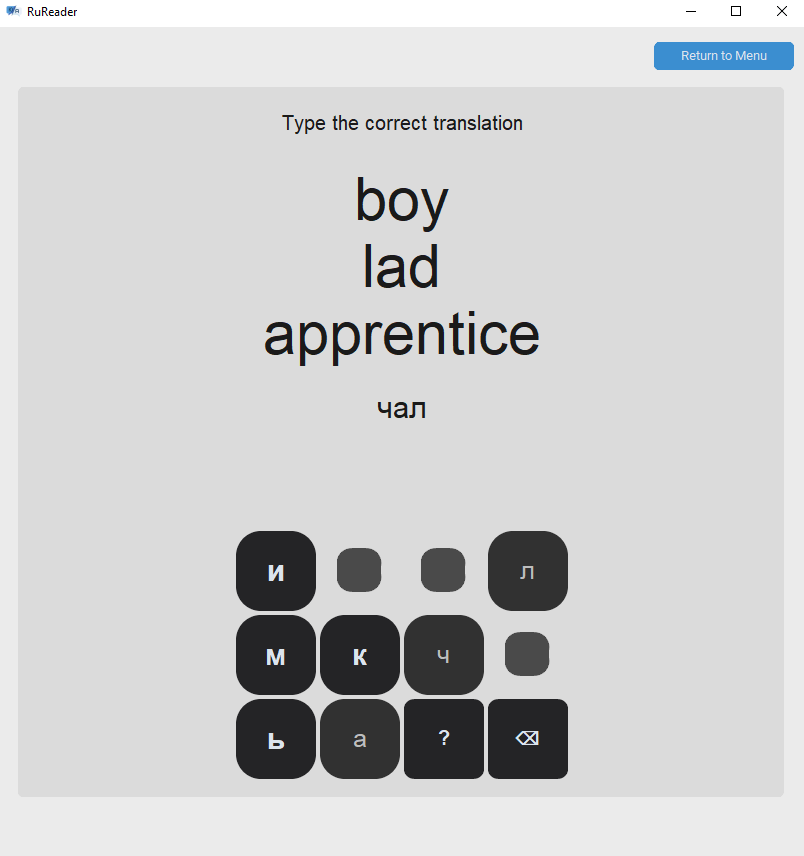 RuReader
Return to Menu
Type the correct translation
boy
lad
apprentice
чал
и л
м к ч
ь а ? ⌫